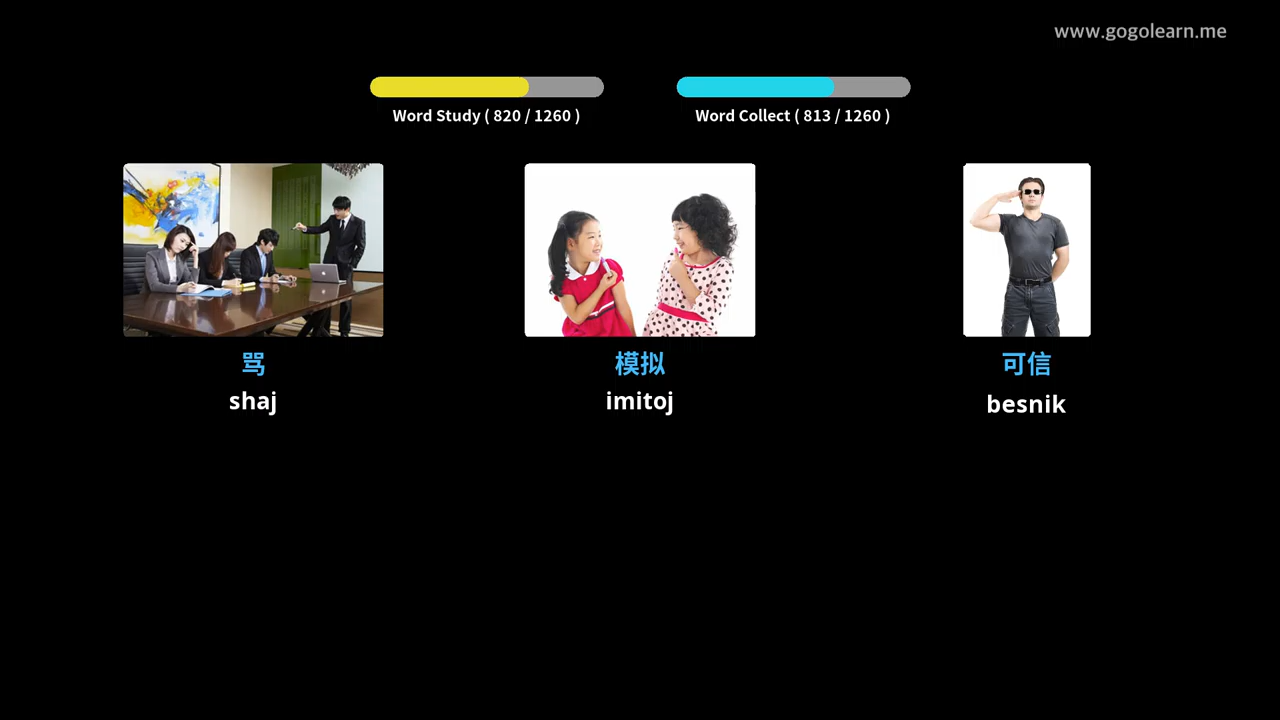 www.gogolearn.me
Word Study ( 820 / 1260 )
Word Collect ( 813 / 1260 )
骂
shaj
模拟
imitoj
可信
besnik